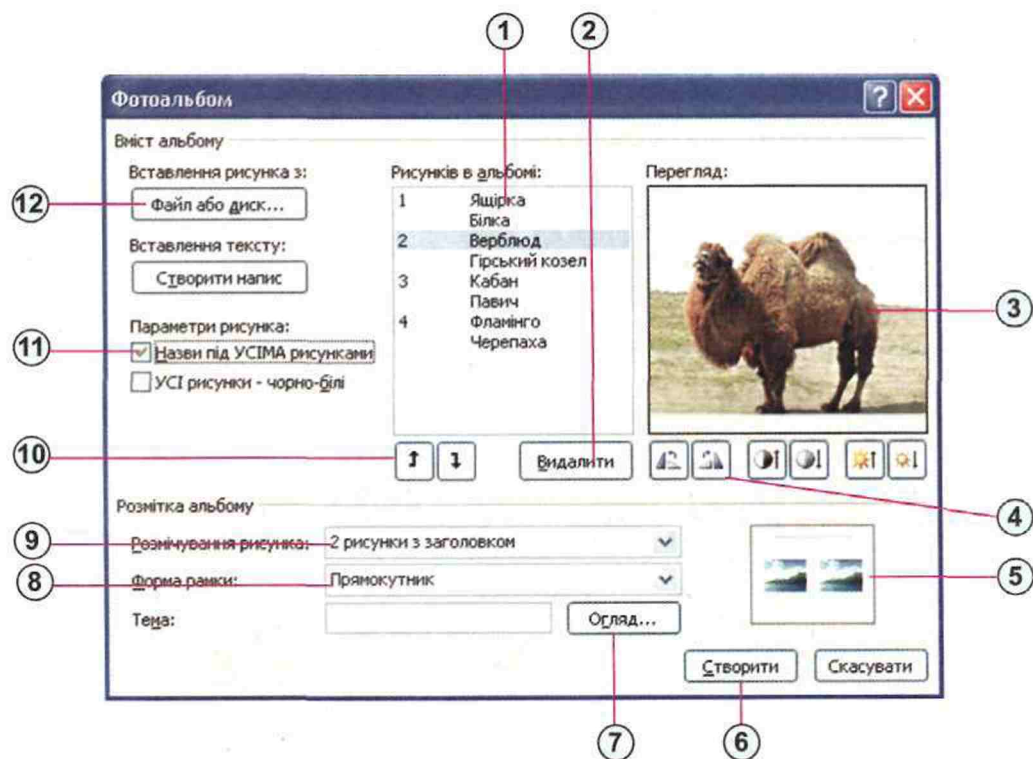 1
2
Фотоальбом
Вміст альбому
Вставлення рисунка з:
12
Файл або диск...
Вставлення тексту:
Створити напис
Параметри рисунка:
11
Назви під УСІМА рисунками
УСІ рисунки - чорно-білі
Рисунків в альбомі:
1 Ящірка
Білка
2 Верблюд
Гірський козел
3 Кабан
Павич
4 Фламінго
Черепаха
10
Видалити
Перегляд:
3
4
Розмітка альбому
9
Розмічування рисунка: 2 рисунки з заголовком
8
Форма рамки: Прямокутник
Тема:
Огляд...
5
Створити
Скасувати
7
6